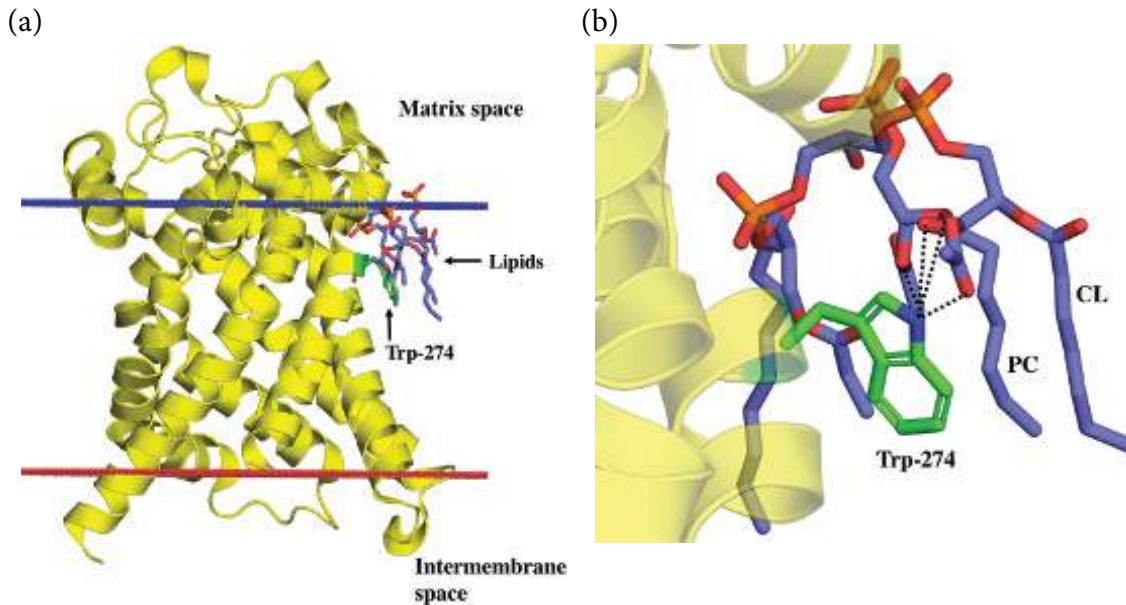 (a)
Matrix space
Lipids
Trp-274
Intermembrane
space
(b)
CL
PC
Trp-274